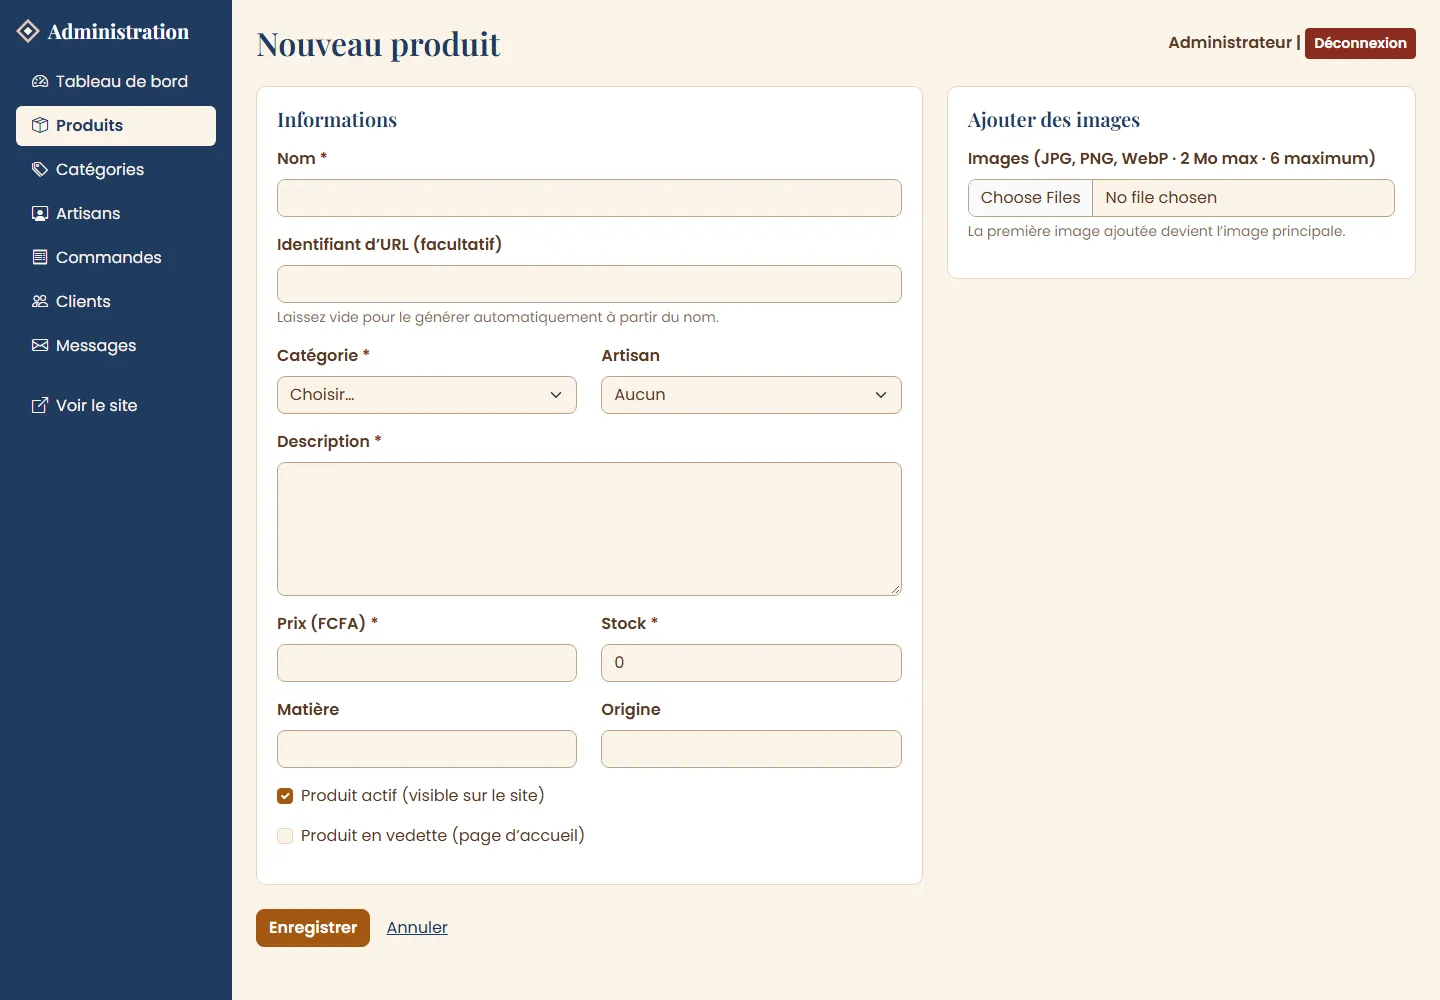 Administration
Tableau de bord
Produits
Catégories
Artisans
Commandes
Clients
Messages
Voir le site
Nouveau produit
Administrateur |
Déconnexion
Informations
Nom *
Identifiant d’URL (facultatif)
Laissez vide pour le générer automatiquement à partir du nom.
Catégorie *
Artisan
Choisir...
Aucun
Description *
Prix (FCFA) *
Stock *
0
Matière
Origine
Produit actif (visible sur le site)
Produit en vedette (page d’accueil)
Enregistrer
Annuler
Ajouter des images
Images (JPG, PNG, WebP · 2 Mo max · 6 maximum)
Choose Files
No file chosen
La première image ajoutée devient l’image principale.